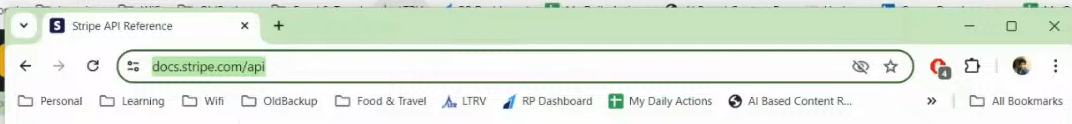 Stripe API Reference
docs.stripe.com/api
4
Personal Learning Wifi OldBackup Food & Travel LTRV RP Dashboard My Daily Actions AI Based Content R... » All Bookmarks